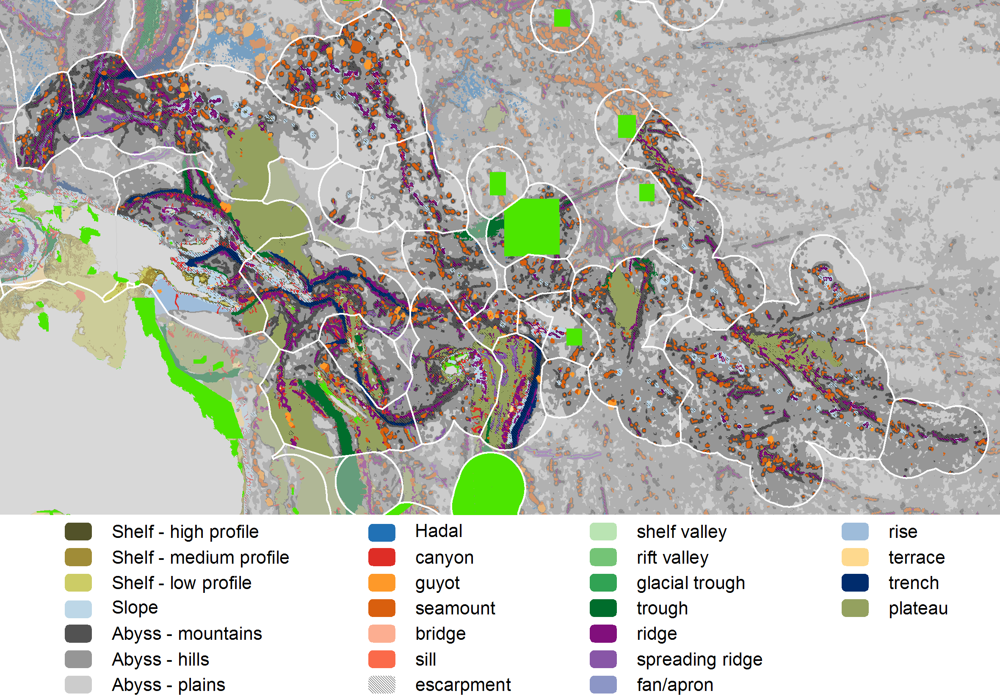 Shelf - high profile
Shelf - medium profile
Shelf - low profile
Slope
Abyss - mountains
Abyss - hills
Abyss - plains
Hadal
canyon
guyot
seamount
bridge
sill
escarpment
shelf valley
rift valley
glacial trough
trough
ridge
spreading ridge
fan/apron
rise
terrace
trench
plateau